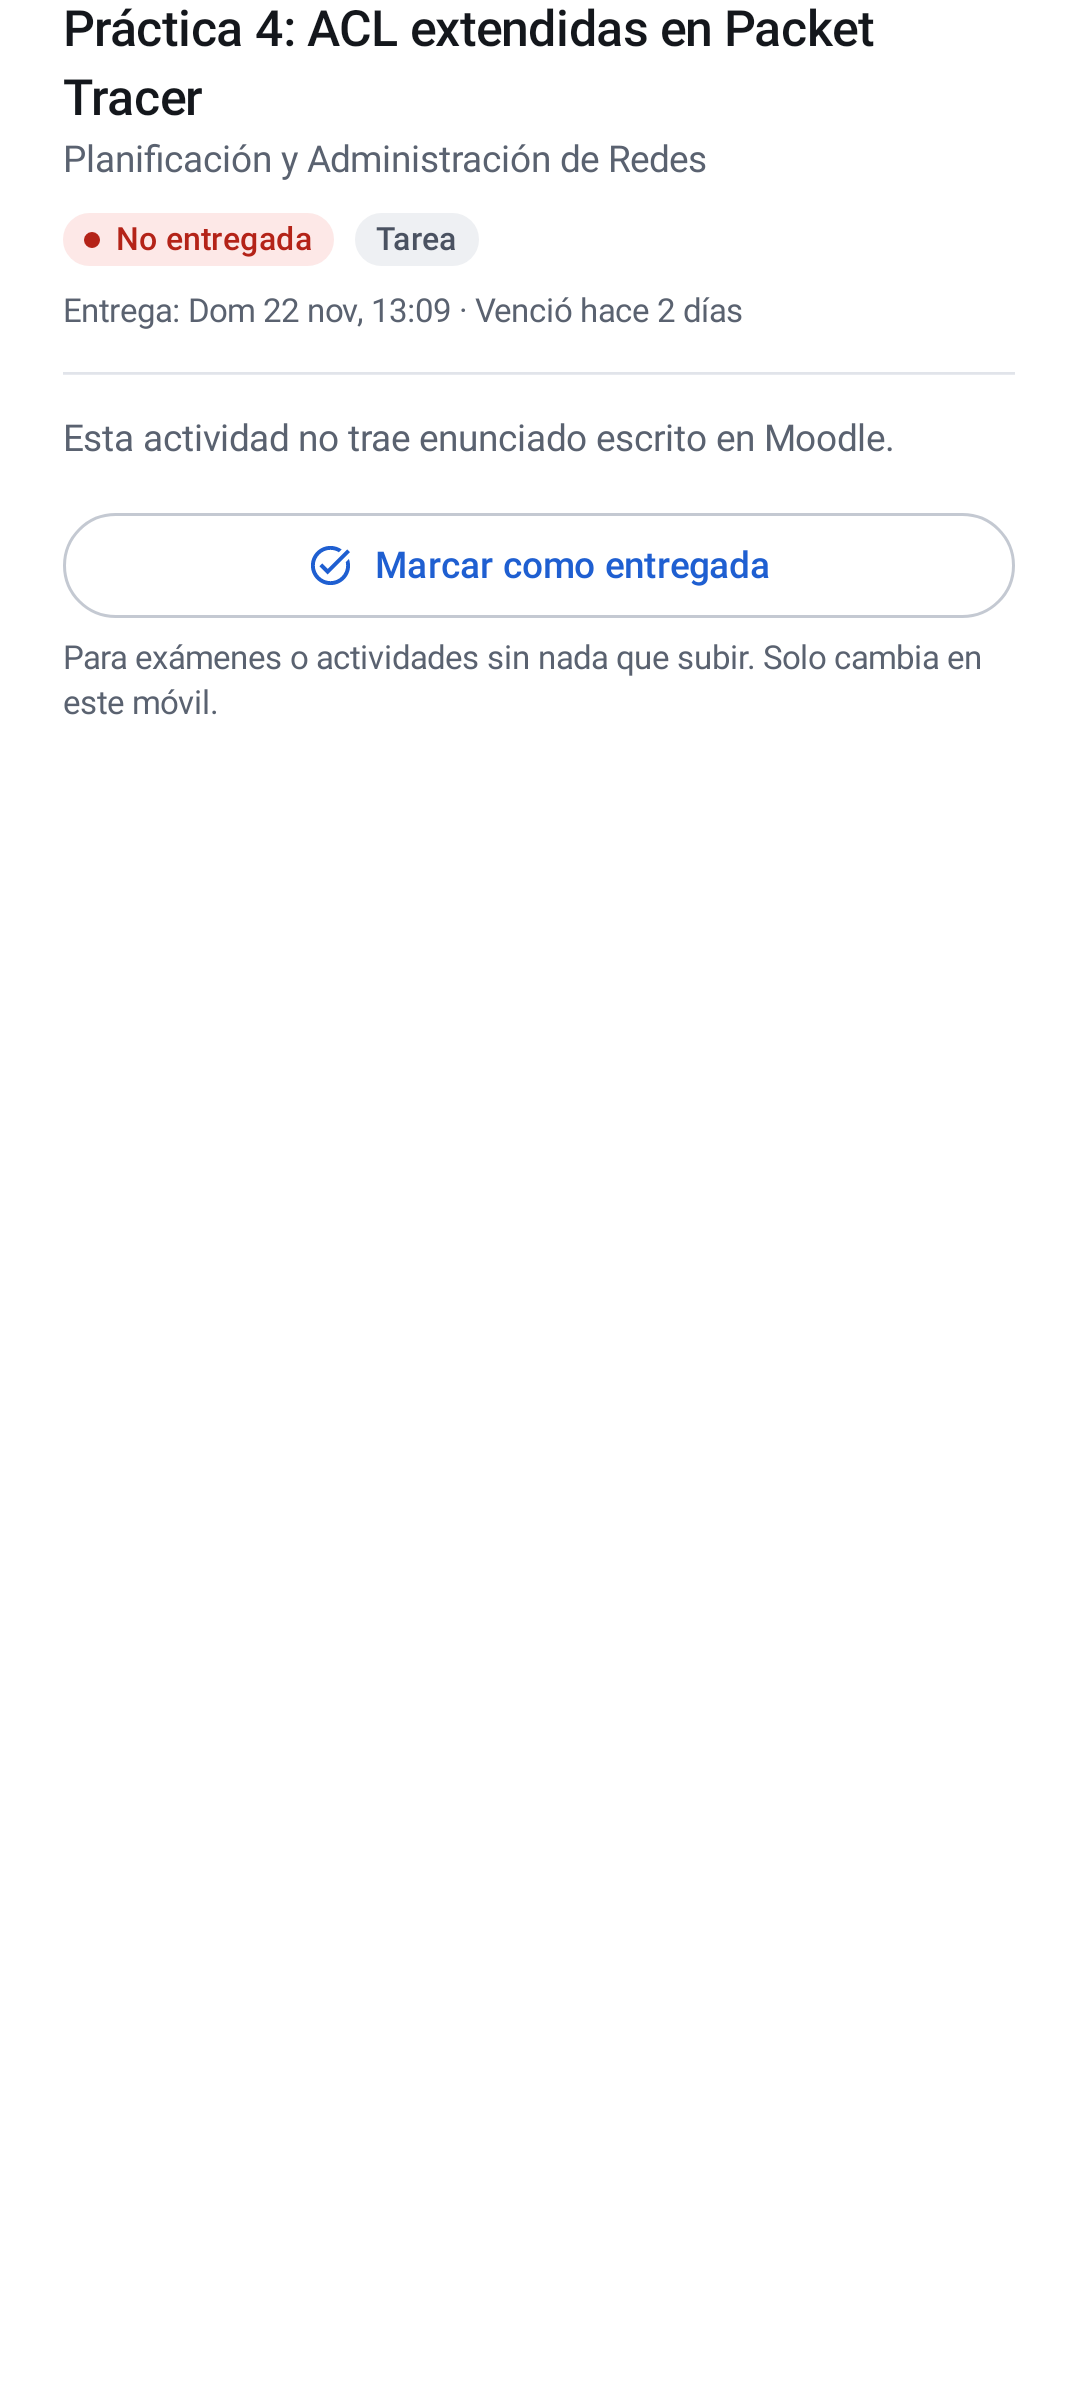 Práctica 4: ACL extendidas en Packet
Tracer
Planificación y Administración de Redes
No entregada
Tarea
Entrega: Dom 22 nov, 13:09 · Venció hace 2 días
Esta actividad no trae enunciado escrito en Moodle.
Marcar como entregada
Para exámenes o actividades sin nada que subir. Solo cambia en
este móvil.